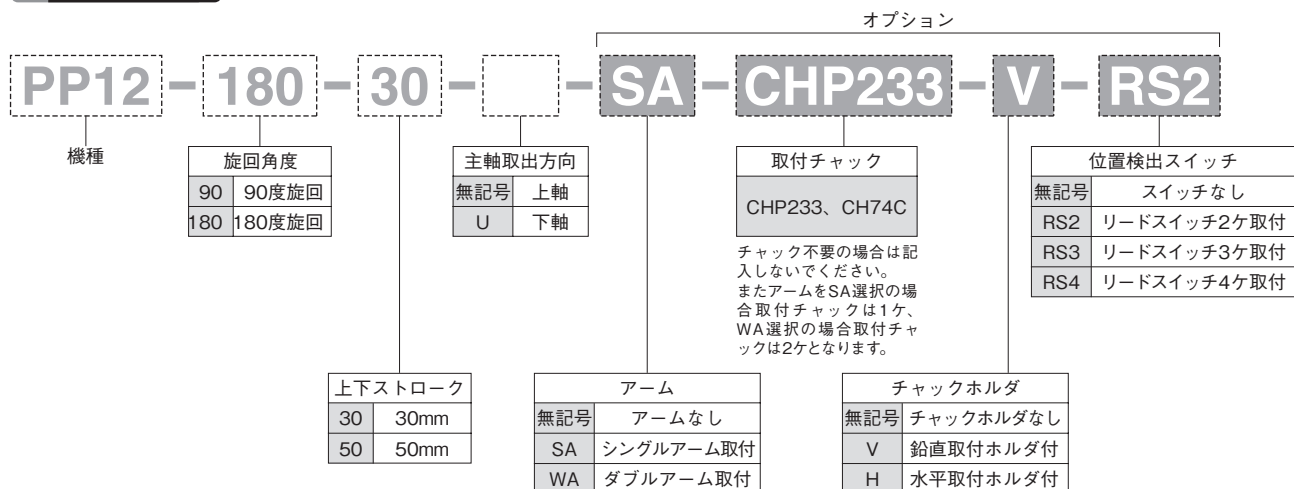 オプション
PP12 - 180 - 30 - - SA - CHP233 - V - RS2
機種
旋回角度
90 90度旋回
180 180度旋回
主軸取出方向
無記号 上軸
U 下軸
取付チャック
CHP233、CH74C
チャック不要の場合は記
入しないでください。
またアームをSA選択の場
合取付チャックは1ケ、
WA選択の場合取付チャ
ックは2ケとなります。
位置検出スイッチ
無記号 スイッチなし
RS2 リードスイッチ2ケ取付
RS3 リードスイッチ3ケ取付
RS4 リードスイッチ4ケ取付
上下ストローク
30 30mm
50 50mm
アーム
無記号 アームなし
SA シングルアーム取付
WA ダブルアーム取付
チャックホルダ
無記号 チャックホルダなし
V 鉛直取付ホルダ付
H 水平取付ホルダ付